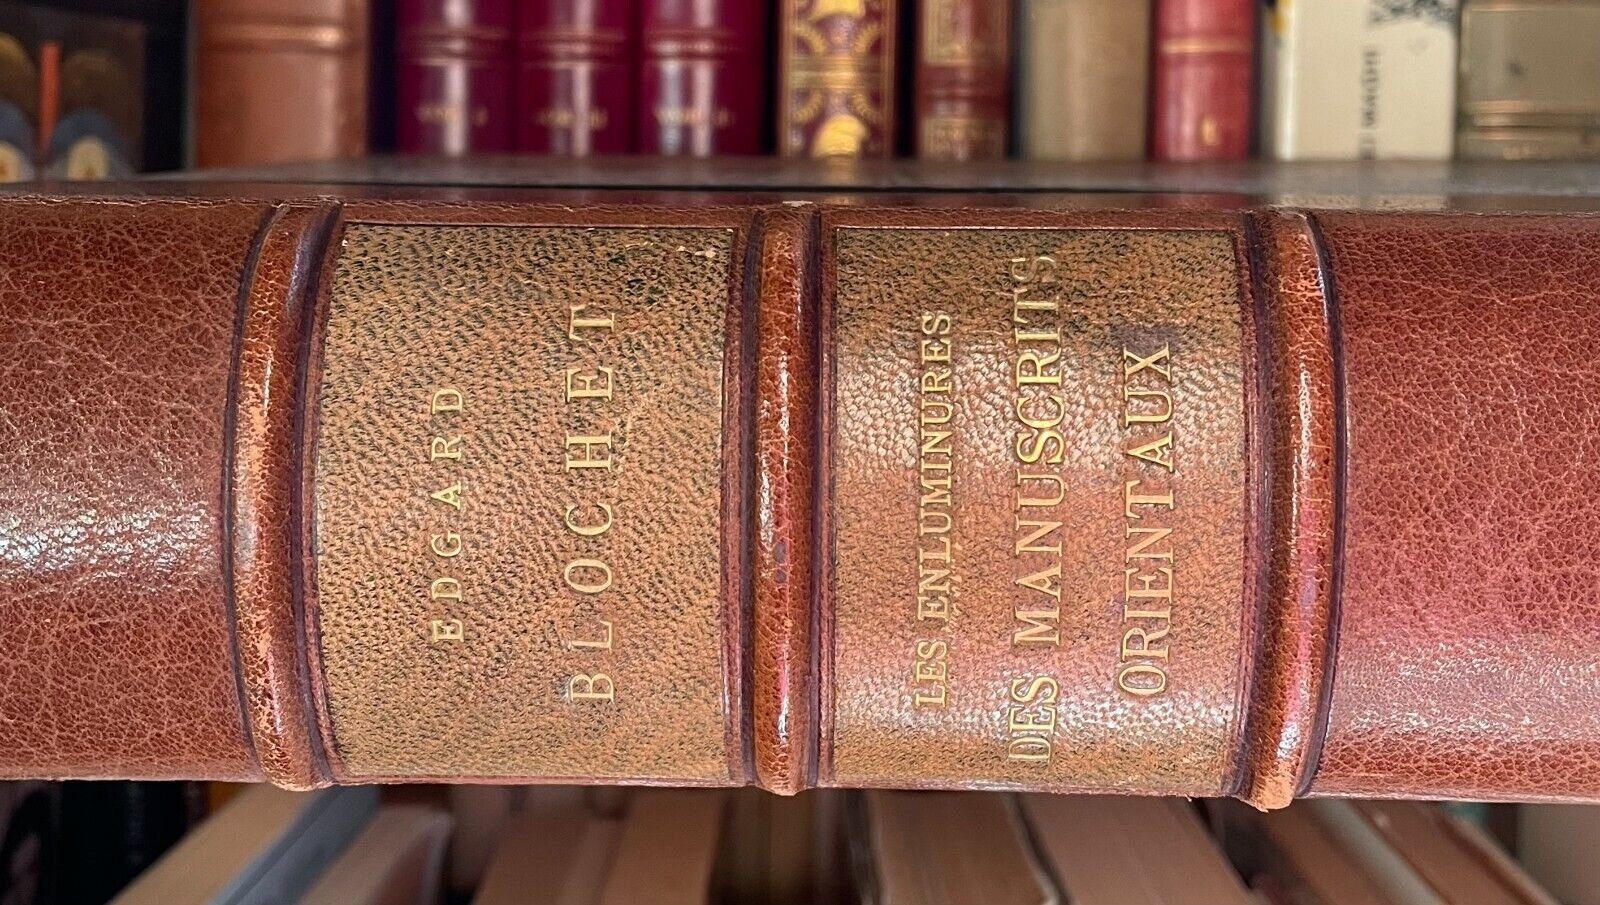 EDGARD
BLOCHET
LES ENLUMINURES
DES MANUSCRITS
ORIENTAUX